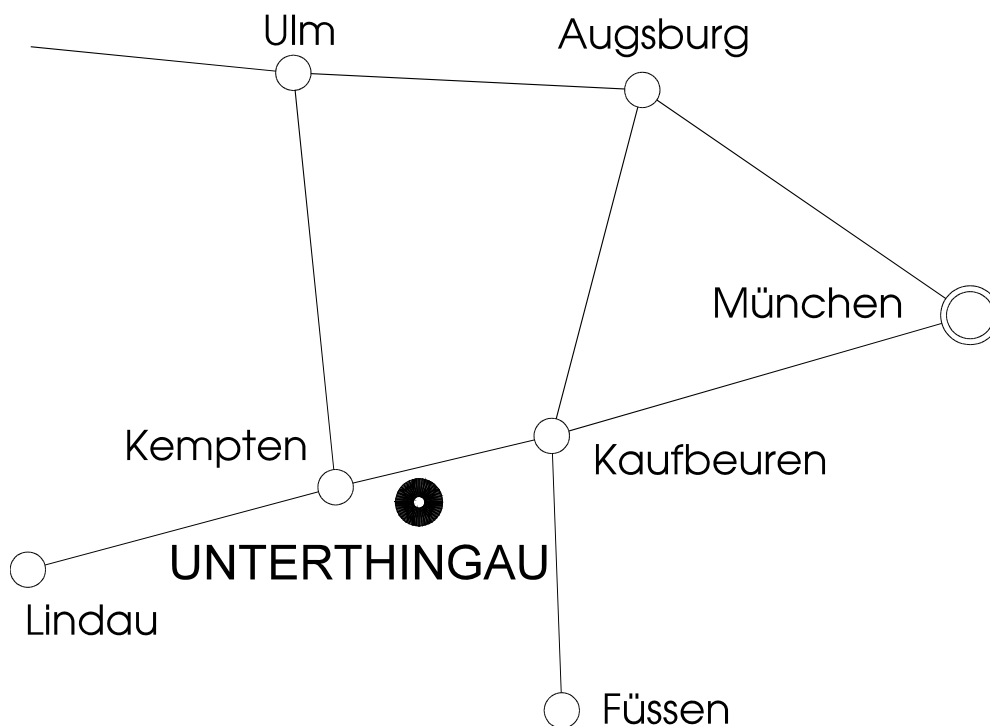 Ulm
Augsburg
München
Kempten
Kaufbeuren
UNTERTHINGAU
Lindau
Füssen